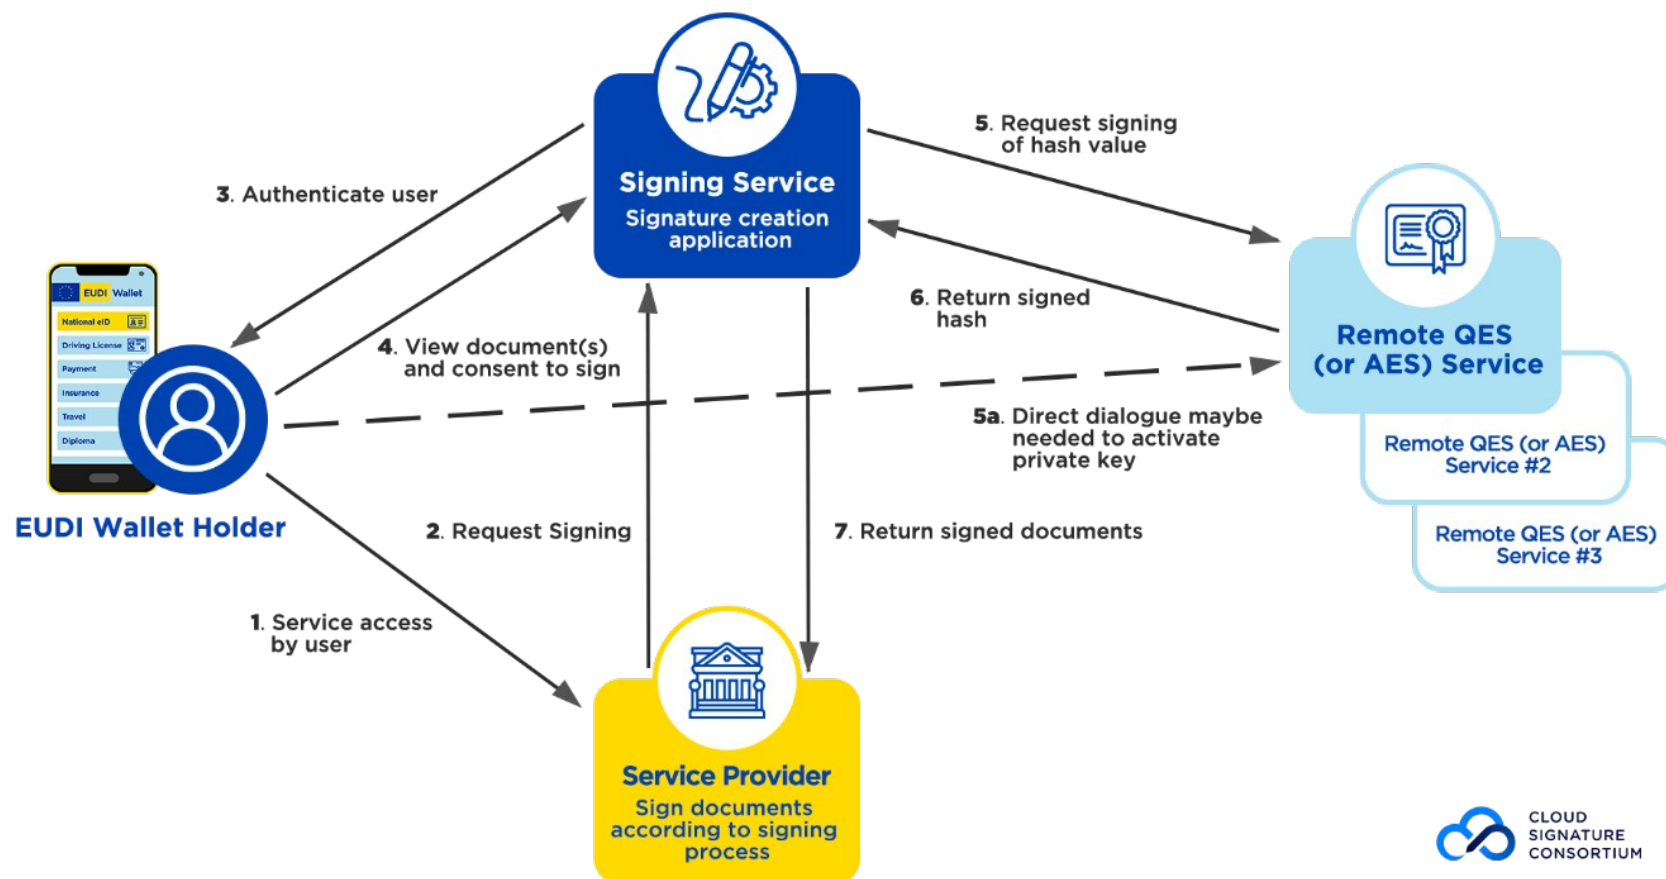 Signing Service
Signature creation
application
5. Request signing
of hash value
3. Authenticate user
6. Return signed
hash
EUDI Wallet
National eID
Driving License
Payment
Insurance
Travel
Diploma
4. View document(s)
and consent to sign
Remote QES
(or AES) Service
5a. Direct dialogue maybe
needed to activate
private key
Remote QES (or AES)
Service #2
Remote QES (or AES)
Service #3
EUDI Wallet Holder
2. Request Signing
7. Return signed documents
1. Service access
by user
Service Provider
Sign documents
according to signing
process
CLOUD
SIGNATURE
CONSORTIUM